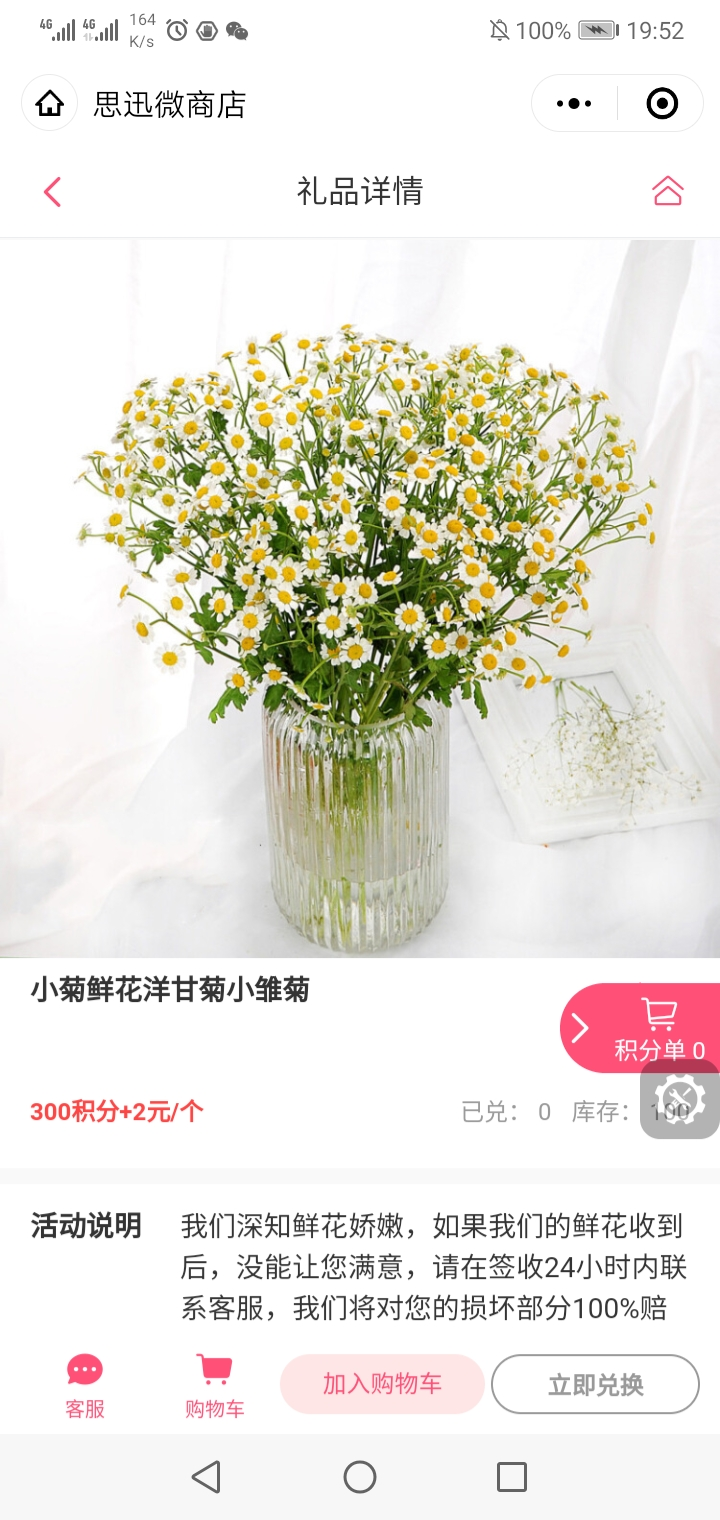 4G 4G 164 K/s 100% 19:52
思迅微商店
礼品详情
小菊鲜花洋甘菊小雏菊
积分单 0
300积分+2元/个 已兑： 0 库存： 100
活动说明 我们深知鲜花娇嫩，如果我们的鲜花收到
后，没能让您满意，请在签收24小时内联
系客服，我们将对您的损坏部分100%赔
客服 购物车 加入购物车 立即兑换